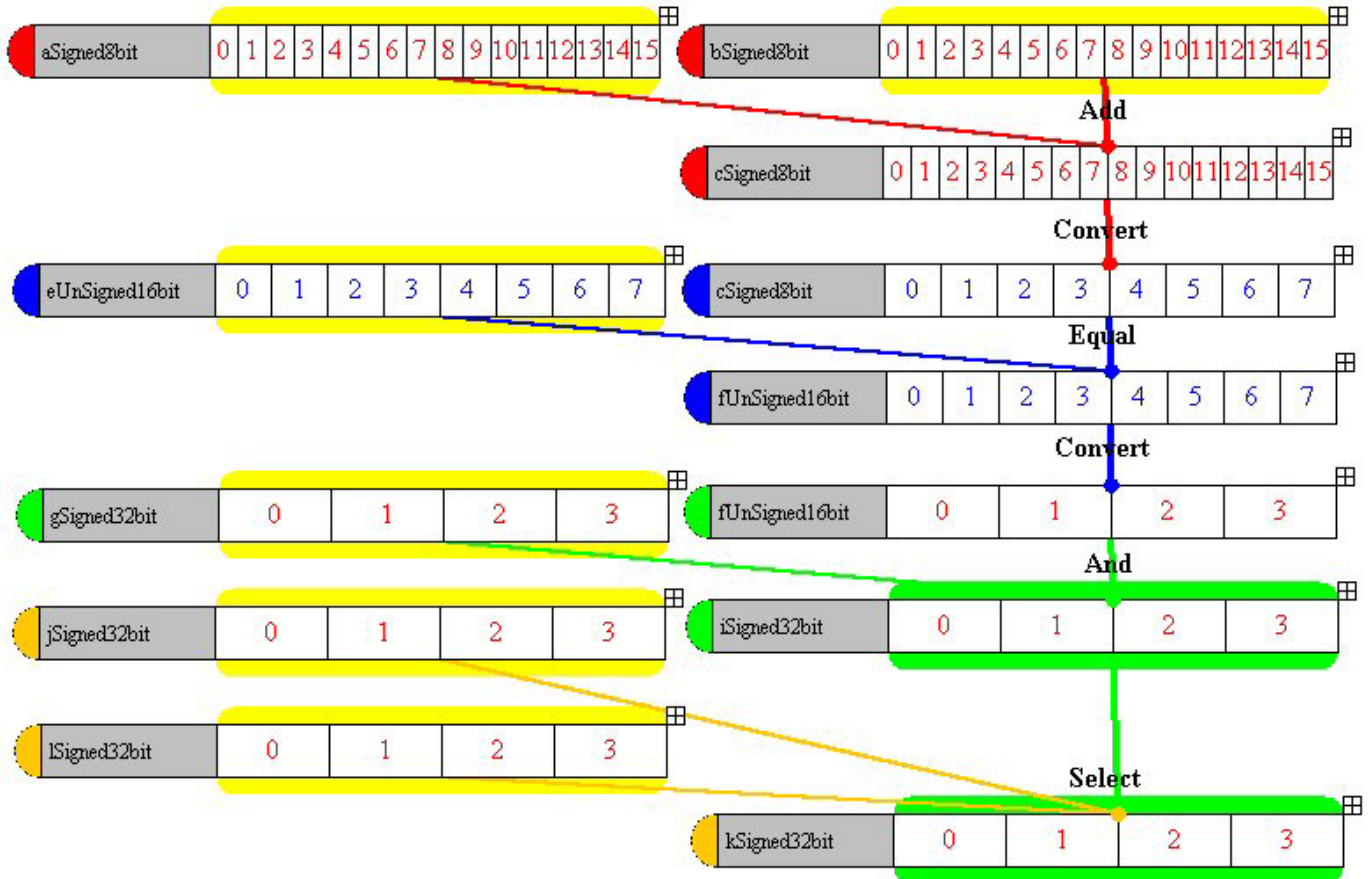 aSigned8bit 0 1 2 3 4 5 6 7 8 9 10 11 12 13 14 15
bSigned8bit 0 1 2 3 4 5 6 7 8 9 10 11 12 13 14 15
Add
cSigned8bit 0 1 2 3 4 5 6 7 8 9 10 11 12 13 14 15
Convert
eUnSigned16bit 0 1 2 3 4 5 6 7
cSigned8bit 0 1 2 3 4 5 6 7
Equal
fUnSigned16bit 0 1 2 3 4 5 6 7
Convert
gSigned32bit 0 1 2 3
fUnSigned16bit 0 1 2 3
And
jSigned32bit 0 1 2 3
iSigned32bit 0 1 2 3
lSigned32bit 0 1 2 3
Select
kSigned32bit 0 1 2 3